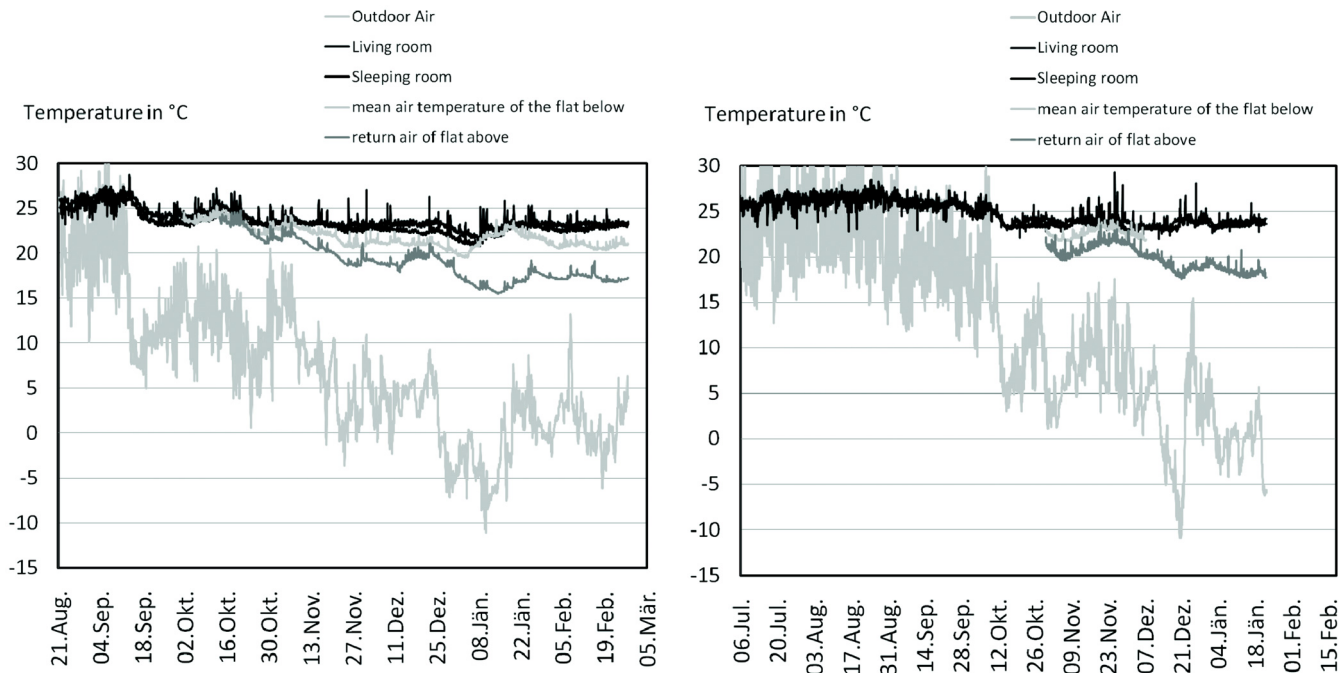 Outdoor Air
Living room
Sleeping room
mean air temperature of the flat below
return air of flat above
Temperature in °C
30
25
20
15
10
5
0
-5
-10
-15
21.Aug.
04.Sep.
18.Sep.
02.Okt.
16.Okt.
30.Okt.
13.Nov.
27.Nov.
11.Dez.
25.Dez.
08.Jän.
22.Jän.
05.Feb.
19.Feb.
05.Mär.
Outdoor Air
Living room
Sleeping room
mean air temperature of the flat below
return air of flat above
Temperature in °C
30
25
20
15
10
5
0
-5
-10
-15
06.Jul.
20.Jul.
03.Aug.
17.Aug.
31.Aug.
14.Sep.
28.Sep.
12.Okt.
26.Okt.
09.Nov.
23.Nov.
07.Dez.
21.Dez.
04.Jän.
18.Jän.
01.Feb.
15.Feb.